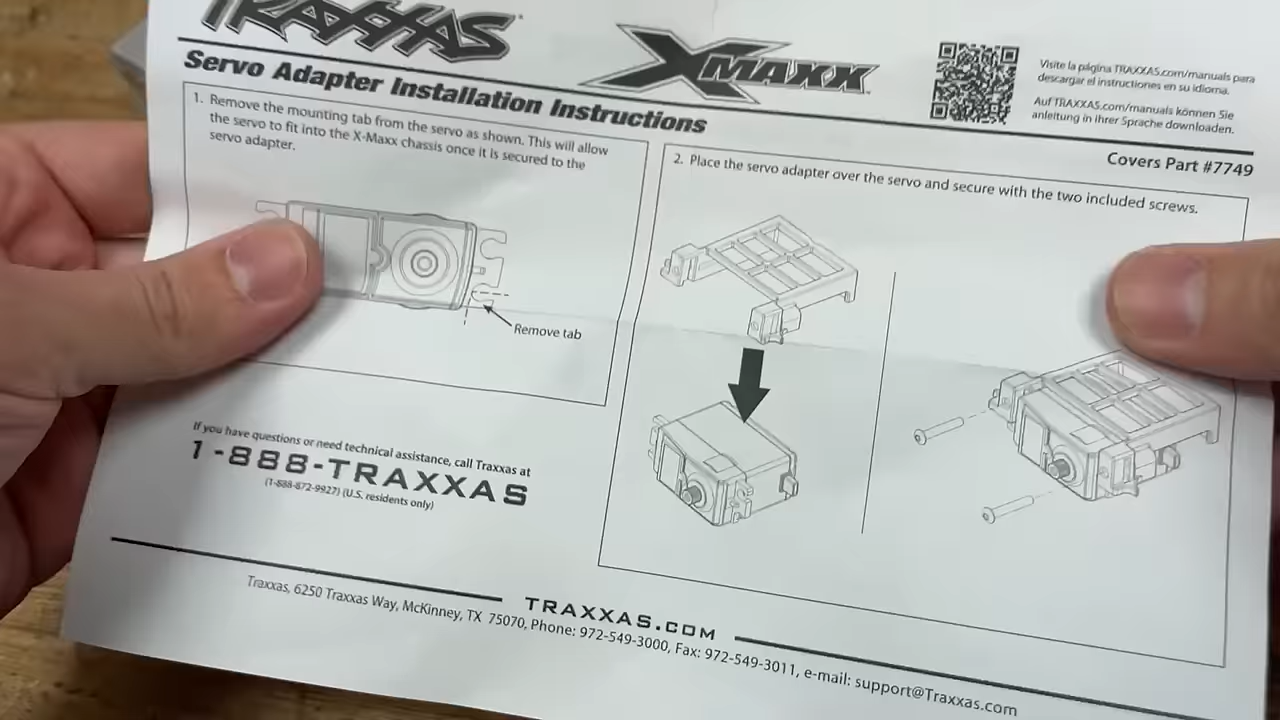 TRAXXAS
X MAXX
Visite la página TRAXXAS.com/manuals para
descargar el instructiones en su idioma.
Auf TRAXXAS.com/manuals können Sie
anleitung in Ihrer Sprache downloaden.
Servo Adapter Installation Instructions
Covers Part #7749
1. Remove the mounting tab from the servo as shown. This will allow
the servo to fit into the X-Maxx chassis once it is secured to the
servo adapter.
Remove tab
2. Place the servo adapter over the servo and secure with the two included screws.
If you have questions or need technical assistance, call Traxxas at
1-888-TRAXXAS
(1-888-872-9927) (U.S. residents only)
TRAXXAS.COM
Traxxas, 6250 Traxxas Way, McKinney, TX 75070, Phone: 972-549-3000, Fax: 972-549-3011, e-mail: support@Traxxas.com